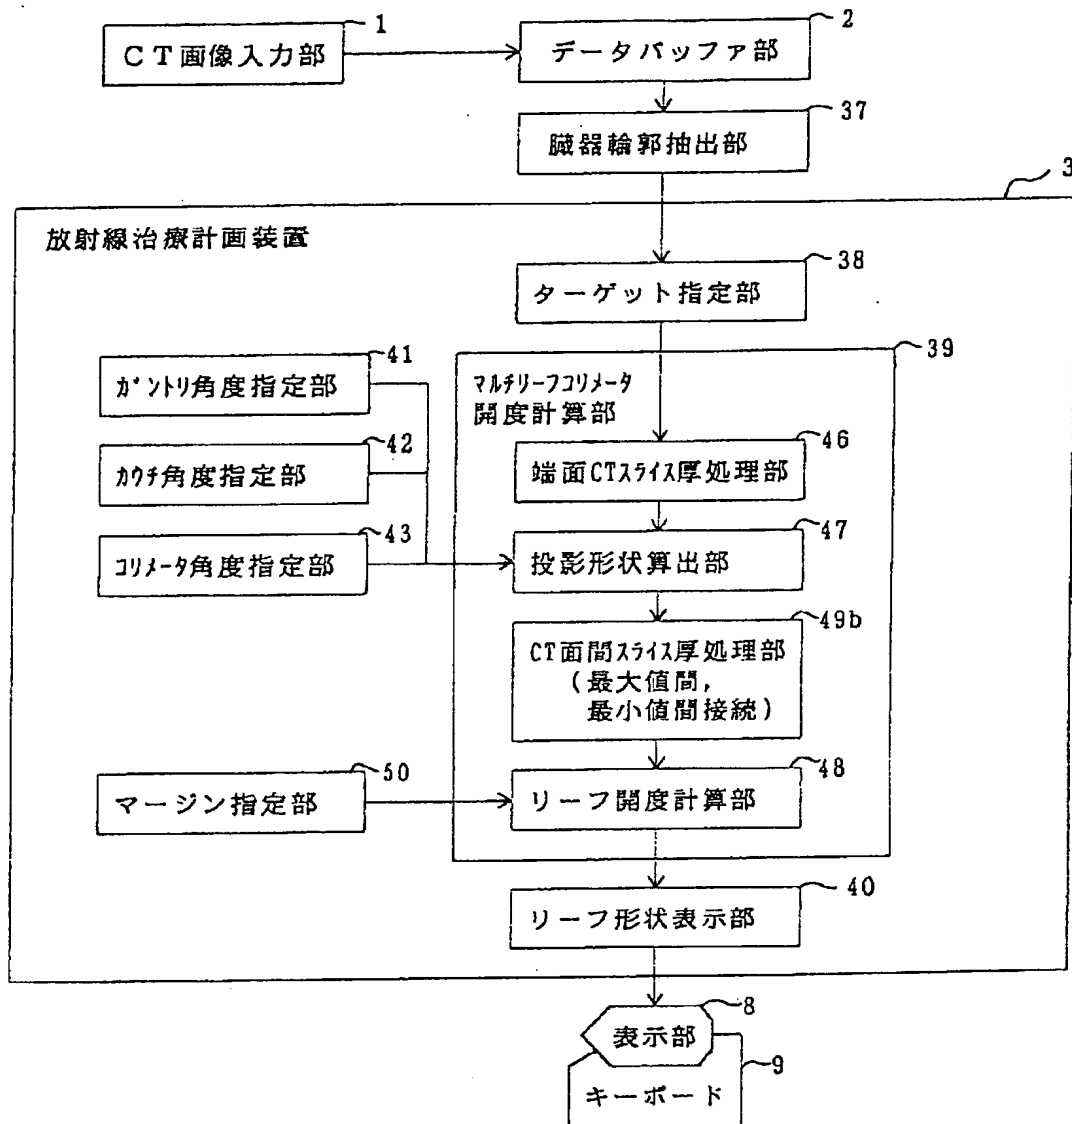 1
CT画像入力部
2
データバッファ部
37
臓器輪郭抽出部
3
放射線治療計画装置
38
ターゲット指定部
39
マルチリーフコリメータ
開度計算部
41
ガントリ角度指定部
42
カウチ角度指定部
43
コリメータ角度指定部
46
端面CTスライス厚処理部
47
投影形状算出部
49b
CT面間スライス厚処理部
(最大値間,
最小値間接続)
50
マージン指定部
48
リーフ開度計算部
40
リーフ形状表示部
8
表示部
9
キーボード